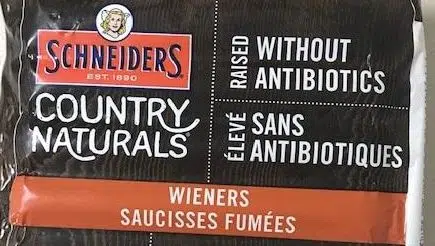 SCHNEIDERS
EST. 1890
COUNTRY
NATURALS
RAISED
WITHOUT
ANTIBIOTICS
ÉLEVÉ
SANS
ANTIBIOTIQUES
WIENERS
SAUCISSES FUMÉES